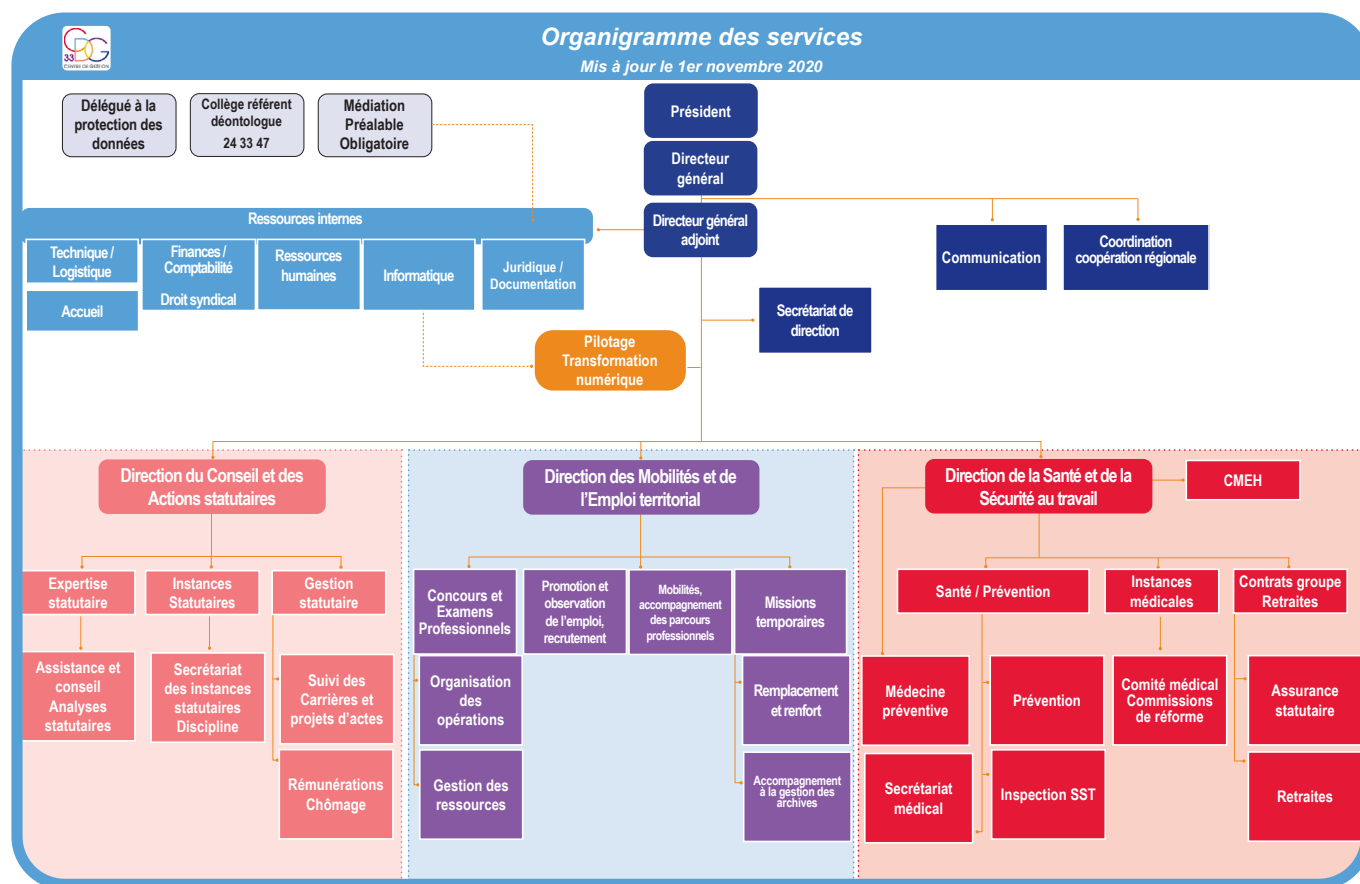 Organigramme des services
Mis à jour le 1er novembre 2020
CDG
33
CENTRE DE GESTION
Délégué à la
protection des
données
Collège référent
déontologue
24 33 47
Médiation
Préalable
Obligatoire
Président
Directeur
général
Directeur général
adjoint
Ressources internes
Technique /
Logistique
Accueil
Finances /
Comptabilité
Droit syndical
Ressources
humaines
Informatique
Juridique /
Documentation
Communication
Coordination
coopération régionale
Secrétariat de
direction
Pilotage
Transformation
numérique
Direction du Conseil et des
Actions statutaires
Expertise
statutaire
Instances
Statutaires
Gestion
statutaire
Assistance et
conseil
Analyses
statutaires
Secrétariat
des instances
statutaires
Discipline
Suivi des
Carrières et
projets d'actes
Rémunérations
Chômage
Direction des Mobilités et de
l'Emploi territorial
Concours et
Examens
Professionnels
Promotion et
observation
de l'emploi,
recrutement
Mobilités,
accompagnement
des parcours
professionnels
Missions
temporaires
Organisation
des
opérations
Gestion des
ressources
Remplacement
et renfort
Accompagnement
à la gestion des
archives
Direction de la Santé et de la
Sécurité au travail
CMEH
Santé / Prévention
Instances
médicales
Contrats groupe
Retraites
Médecine
préventive
Secrétariat
médical
Prévention
Inspection SST
Comité médical
Commissions
de réforme
Assurance
statutaire
Retraites